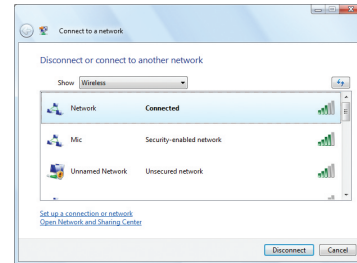 Connect to a network
Disconnect or connect to another network
Show Wireless
Network Connected
Mic Security-enabled network
Unnamed Network Unsecured network
Set up a connection or network
Open Network and Sharing Center
Disconnect Cancel